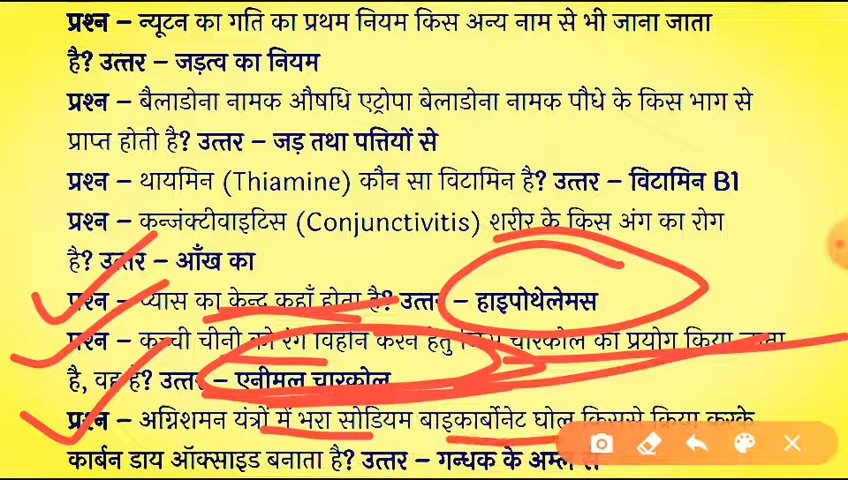 प्रश्न – न्यूटन का गति का प्रथम नियम किस अन्य नाम से भी जाना जाता
है? उत्तर – जड़त्व का नियम
प्रश्न – बैलाडोना नामक औषधि एट्रोपा बेलाडोना नामक पौधे के किस भाग से
प्राप्त होती है? उत्तर – जड़ तथा पत्तियों से
प्रश्न – थायमिन (Thiamine) कौन सा विटामिन है? उत्तर – विटामिन B1
प्रश्न – कन्जंक्टीवाइटिस (Conjunctivitis) शरीर के किस अंग का रोग
है? उत्तर – आँख का
प्रश्न – प्यास का केन्द्र कहाँ होता है? उत्तर – हाइपोथेलेमस
प्रश्न – कच्ची चीनी को रंग विहीन करने हेतु जिस चारकोल का प्रयोग किया जाता
है, वह है? उत्तर – एनीमल चारकोल
प्रश्न – अग्निशमन यंत्रों में भरा सोडियम बाइकार्बोनेट घोल किससे क्रिया करके
कार्बन डाय ऑक्साइड बनाता है? उत्तर – गन्धक के अम्ल से